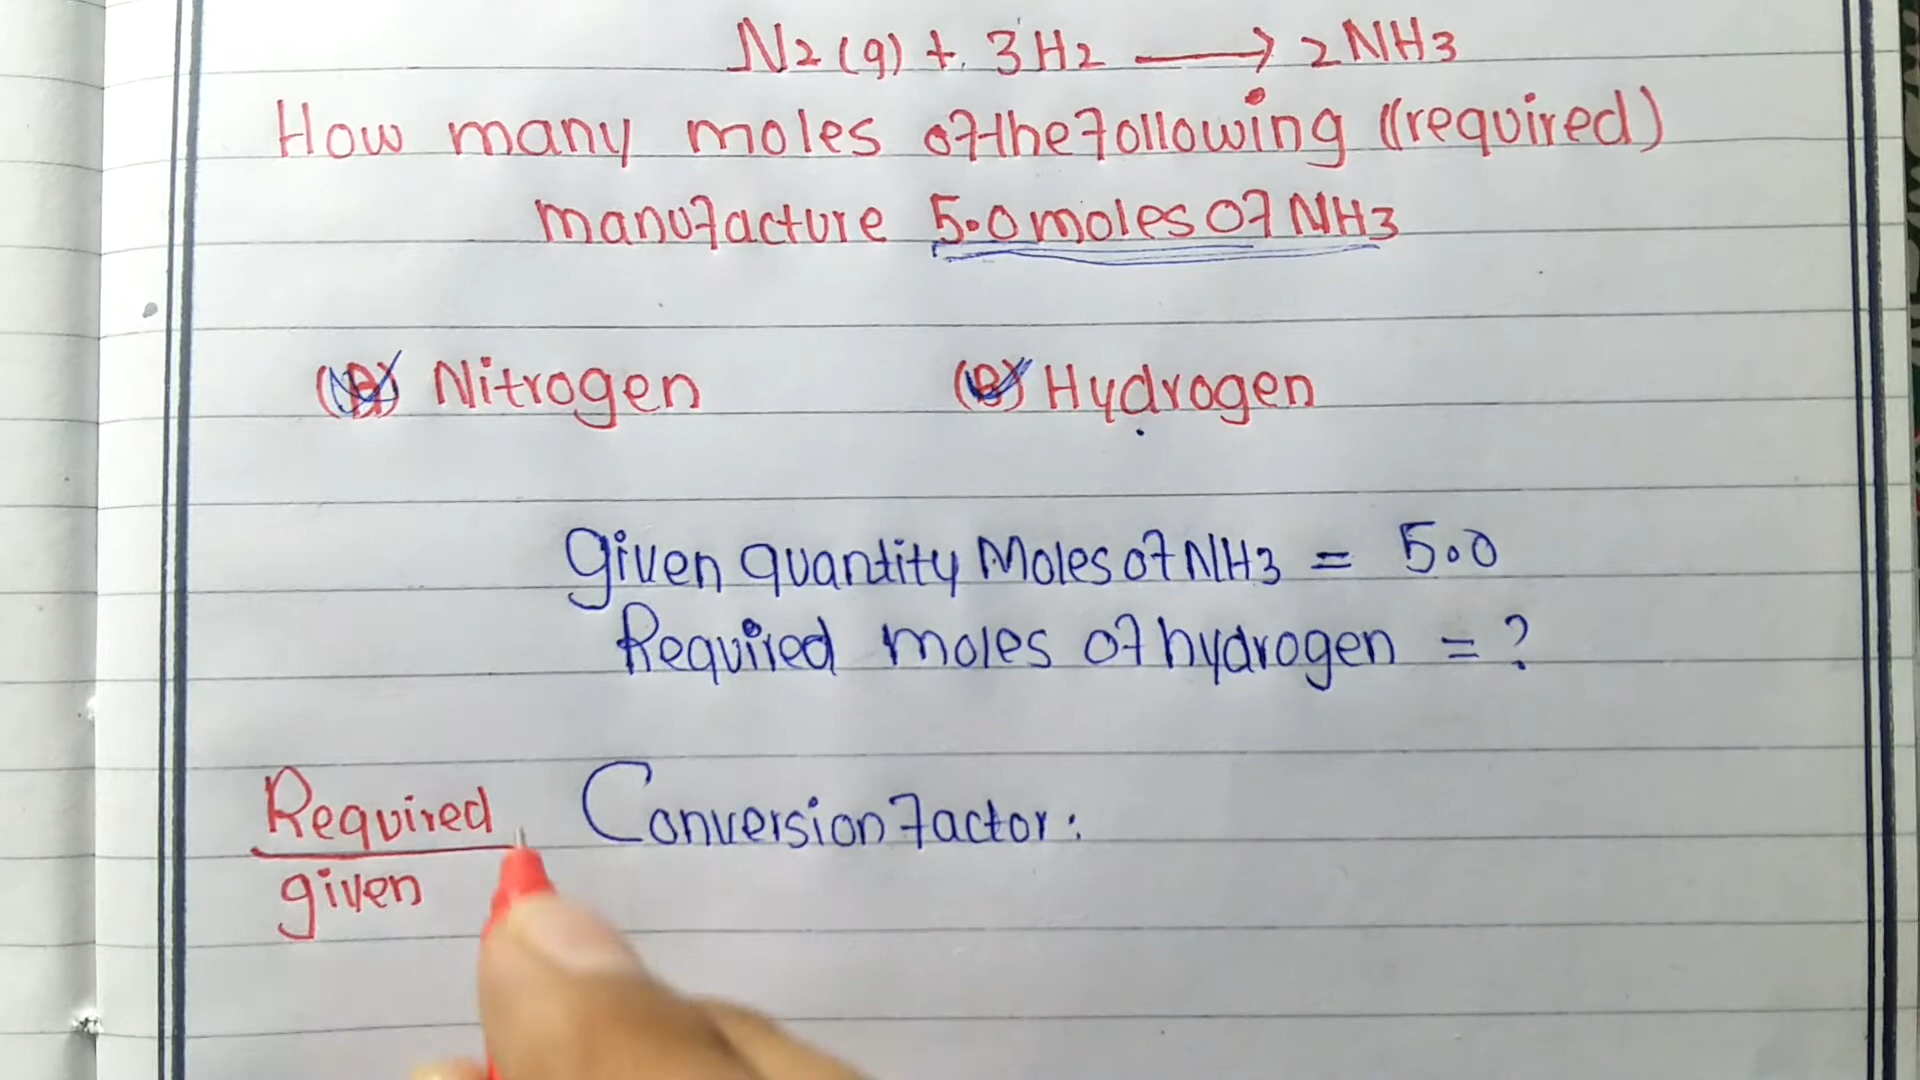 N2(g) + 3H2 ⟶ 2NH3
How many moles of the following ((required)
manufacture 5.0 moles of NH3
(A) Nitrogen (B) Hydrogen
Given quantity Moles of NH3 = 5.0
Required moles of hydrogen = ?
Required Conversion factor:
given